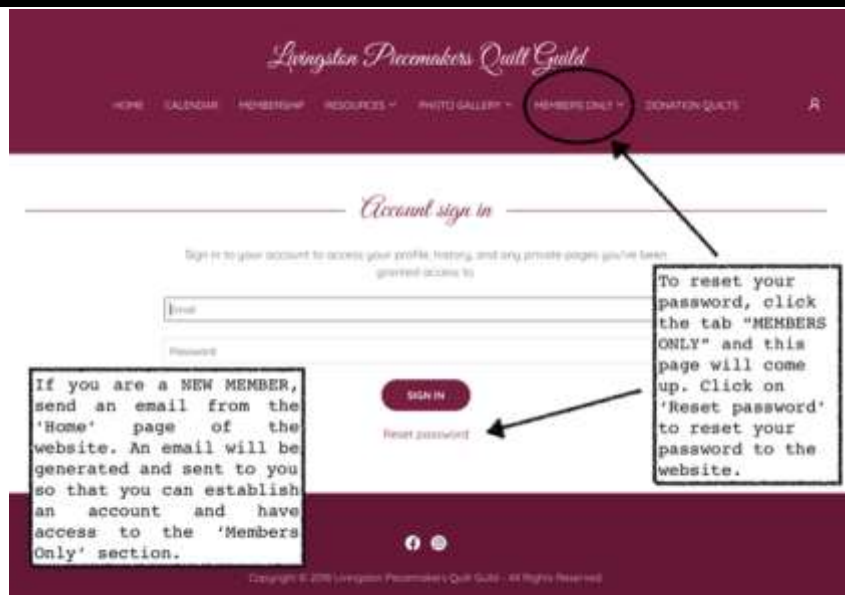 Livingston Piecemakers Quilt Guild
HOME CALENDAR MEMBERSHIP RESOURCES PHOTO GALLERY MEMBERS ONLY DONATION QUILTS
Account sign in
Sign in to your account to access your profile, history, and any private pages you've been
granted access to.
Email
Password
SIGN IN
Reset password
To reset your
password, click
the tab "MEMBERS
ONLY" and this
page will come
up. Click on
'Reset password'
to reset your
password to the
website.
If you are a NEW MEMBER,
send an email from the
'Home' page of the
website. An email will be
generated and sent to you
so that you can establish
an account and have
access to the 'Members
Only' section.
Copyright © 2018 Livingston Piecemakers Quilt Guild - All Rights Reserved